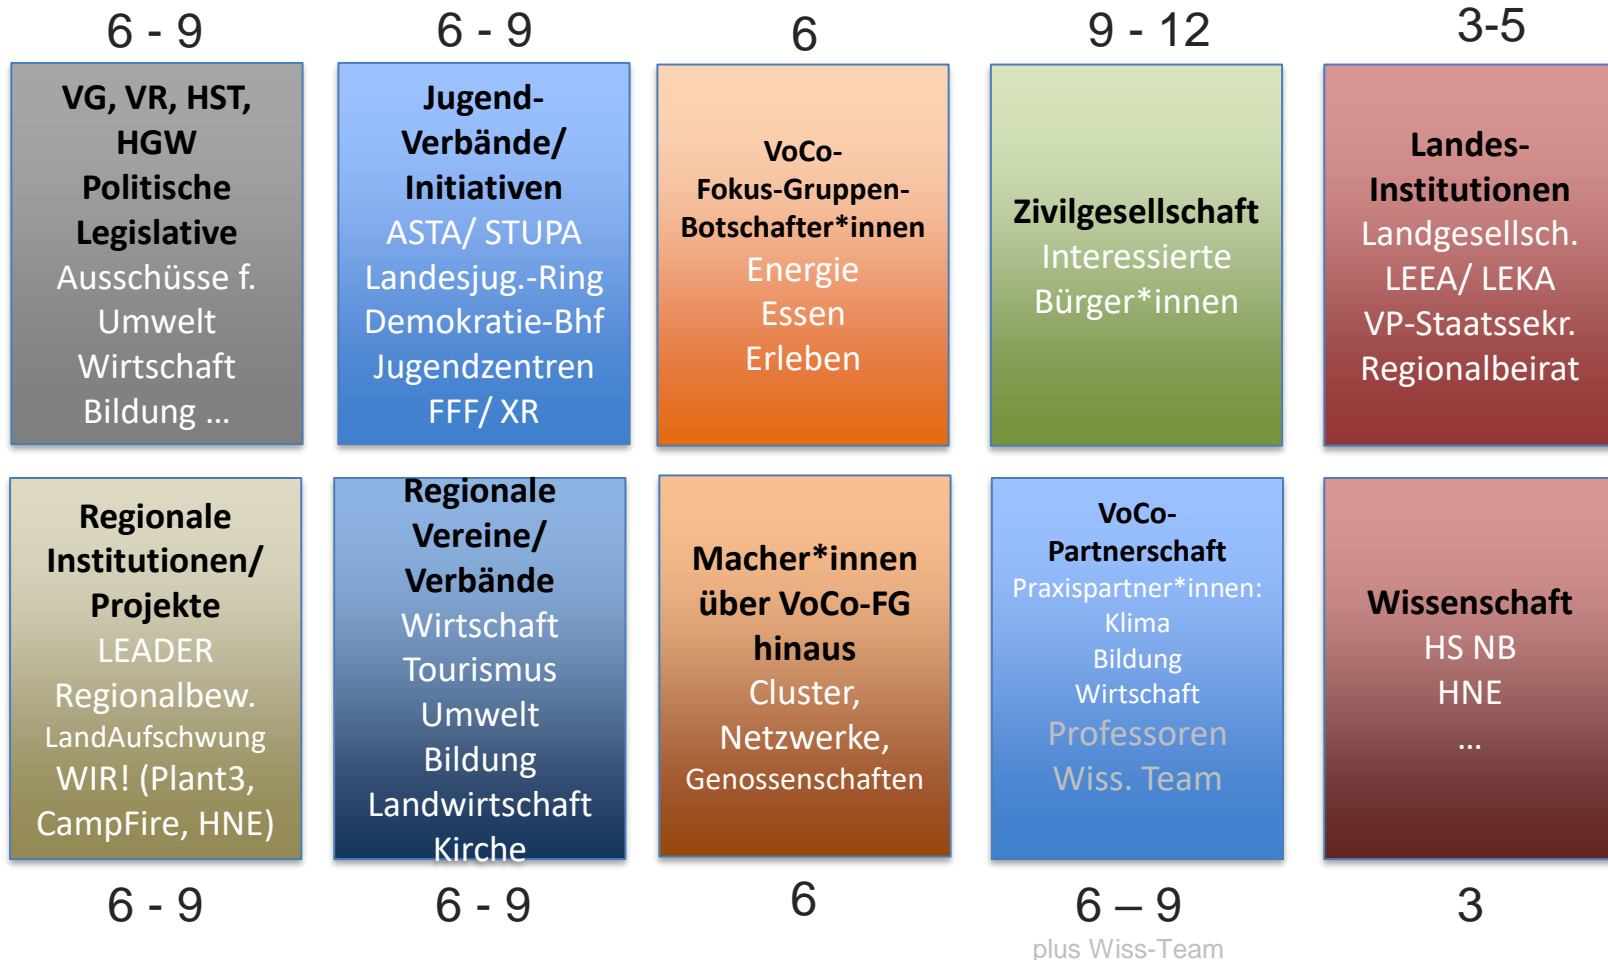 6 - 9
6 - 9
6
9 - 12
3-5
VG, VR, HST,
HGW
Politische
Legislative
Ausschüsse f.
Umwelt
Wirtschaft
Bildung ...
Jugend-
Verbände/
Initiativen
ASTA/ STUPA
Landesjug.-Ring
Demokratie-Bhf
Jugendzentren
FFF/ XR
VoCo-
Fokus-Gruppen-
Botschafter*innen
Energie
Essen
Erleben
Zivilgesellschaft
Interessierte
Bürger*innen
Landes-
Institutionen
Landgesellsch.
LEEA/ LEKA
VP-Staatssekr.
Regionalbeirat
Regionale
Institutionen/
Projekte
LEADER
Regionalbew.
LandAufschwung
WIR! (Plant3,
CampFire, HNE)
Regionale
Vereine/
Verbände
Wirtschaft
Tourismus
Umwelt
Bildung
Landwirtschaft
Kirche
Macher*innen
über VoCo-FG
hinaus
Cluster,
Netzwerke,
Genossenschaften
VoCo-
Partnerschaft
Praxispartner*innen:
Klima
Bildung
Wirtschaft
Professoren
Wiss. Team
Wissenschaft
HS NB
HNE
...
6 - 9
6 - 9
6
6 – 9
plus Wiss-Team
3